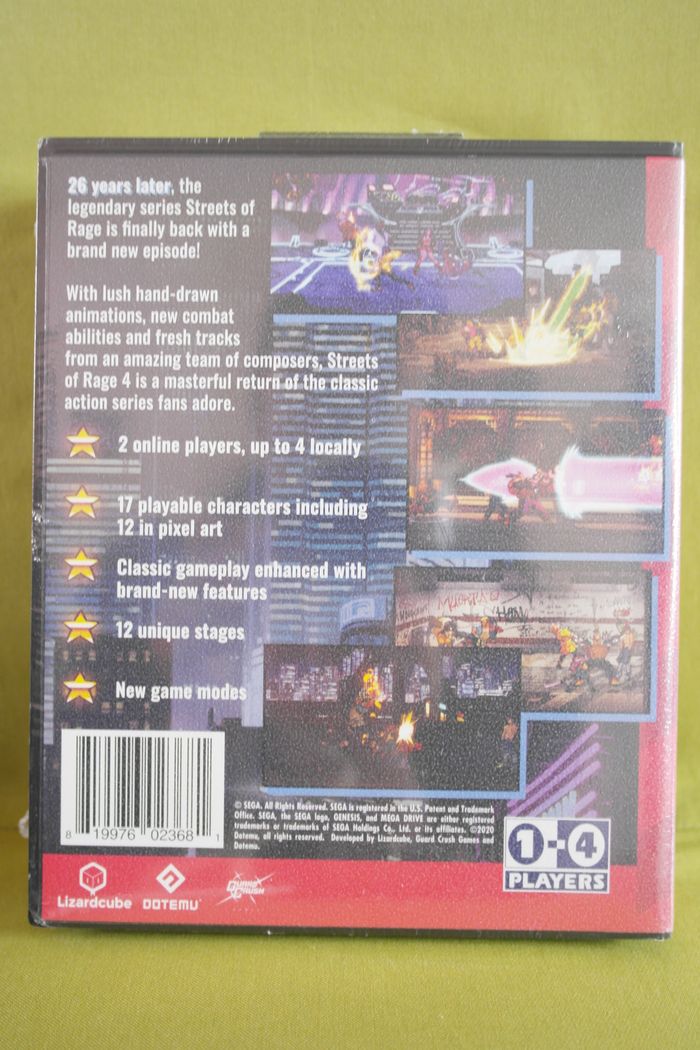 26 years later, the
legendary series Streets of
Rage is finally back with a
brand new episode!
With lush hand-drawn
animations, new combat
abilities and fresh tracks
from an amazing team of composers, Streets
of Rage 4 is a masterful return of the classic
action series fans adore.
2 online players, up to 4 locally
17 playable characters including
12 in pixel art
Classic gameplay enhanced with
brand-new features
12 unique stages
New game modes
8 19976 02368 1
© SEGA. All Rights Reserved. SEGA is registered in the U.S. Patent and Trademark
Office. SEGA, the SEGA logo, GENESIS, and MEGA DRIVE are either registered
trademarks or trademarks of SEGA Holdings Co., Ltd. or its affiliates. ©2020
Dotemu, all rights reserved. Developed by Lizardcube, Guard Crush Games and
Dotemu.
1-4
PLAYERS
Lizardcube
DOTEMU
GUARD CRUSH